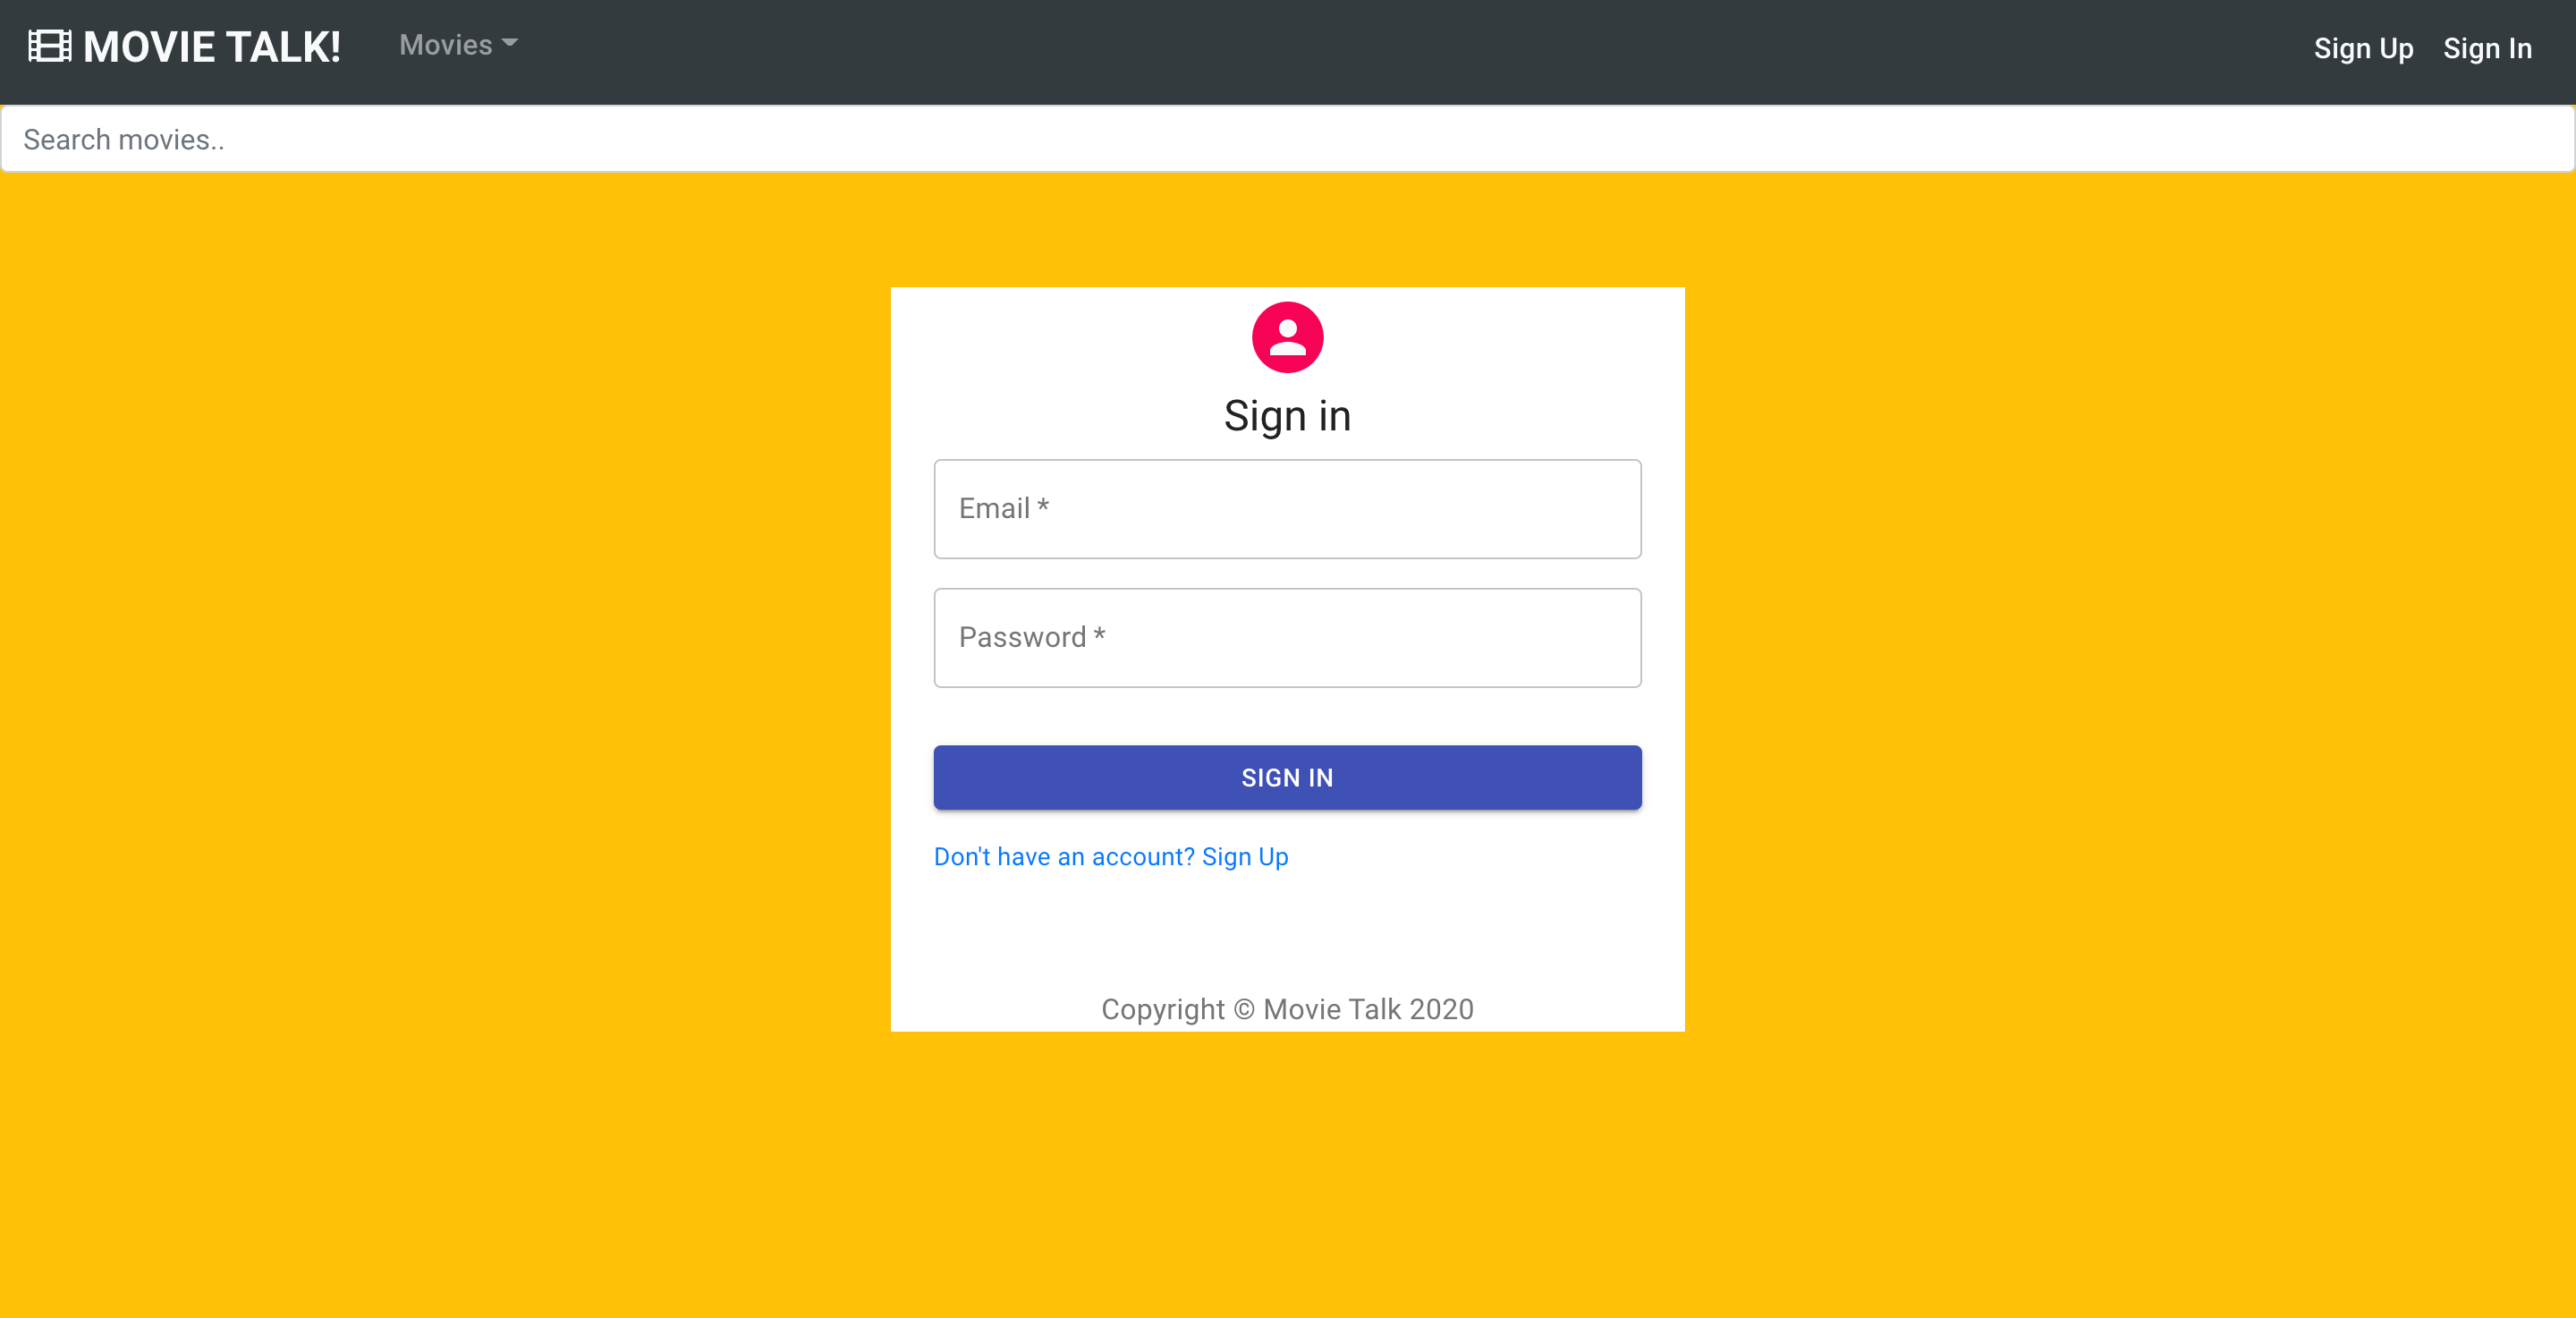 MOVIE TALK!
Movies
Sign Up
Sign In
Search movies..
Sign in
Email *
Password *
SIGN IN
Don't have an account? Sign Up
Copyright © Movie Talk 2020